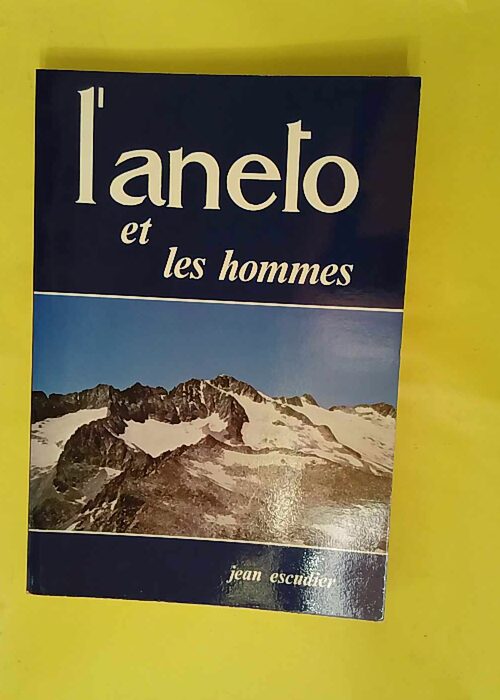 l'aneto
et
les hommes
jean escudier